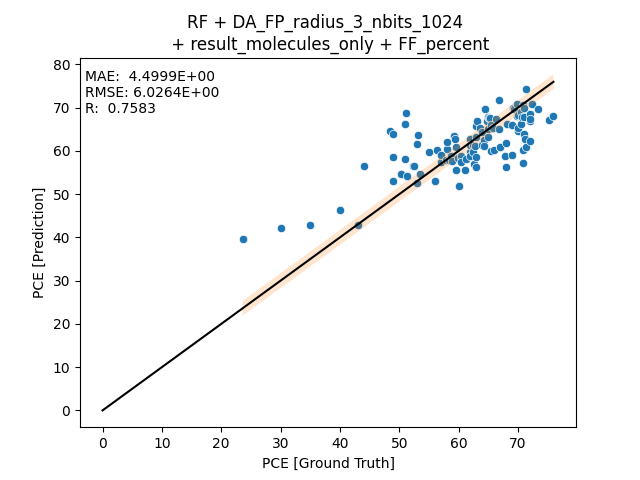 RF + DA_FP_radius_3_nbits_1024
+ result_molecules_only + FF_percent
MAE: 4.4999E+00
RMSE: 6.0264E+00
R: 0.7583
80
70
60
50
40
30
20
10
0
PCE [Prediction]
0 10 20 30 40 50 60 70
PCE [Ground Truth]